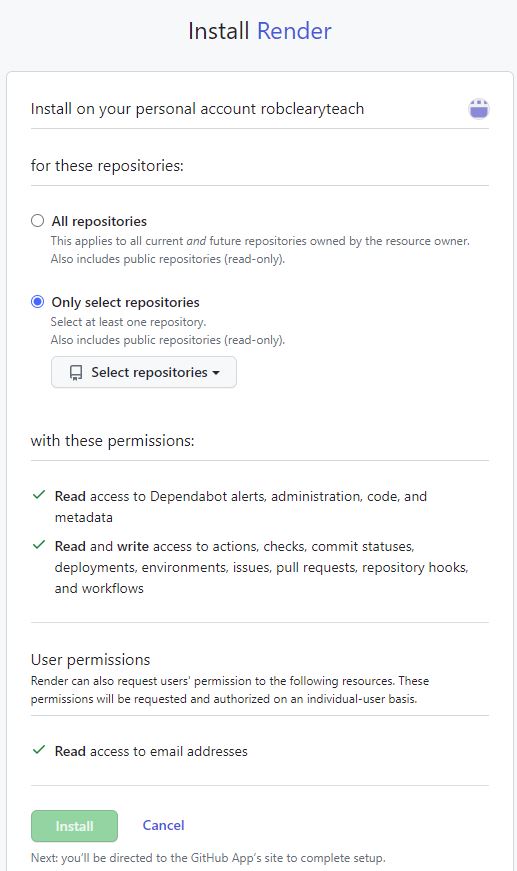 Install Render
Install on your personal account robclearyteach
for these repositories:
All repositories
This applies to all current and future repositories owned by the resource owner.
Also includes public repositories (read-only).
Only select repositories
Select at least one repository.
Also includes public repositories (read-only).
Select repositories
with these permissions:
Read access to Dependabot alerts, administration, code, and
metadata
Read and write access to actions, checks, commit statuses,
deployments, environments, issues, pull requests, repository hooks,
and workflows
User permissions
Render can also request users' permission to the following resources. These
permissions will be requested and authorized on an individual-user basis.
Read access to email addresses
Install Cancel
Next: you'll be directed to the GitHub App's site to complete setup.